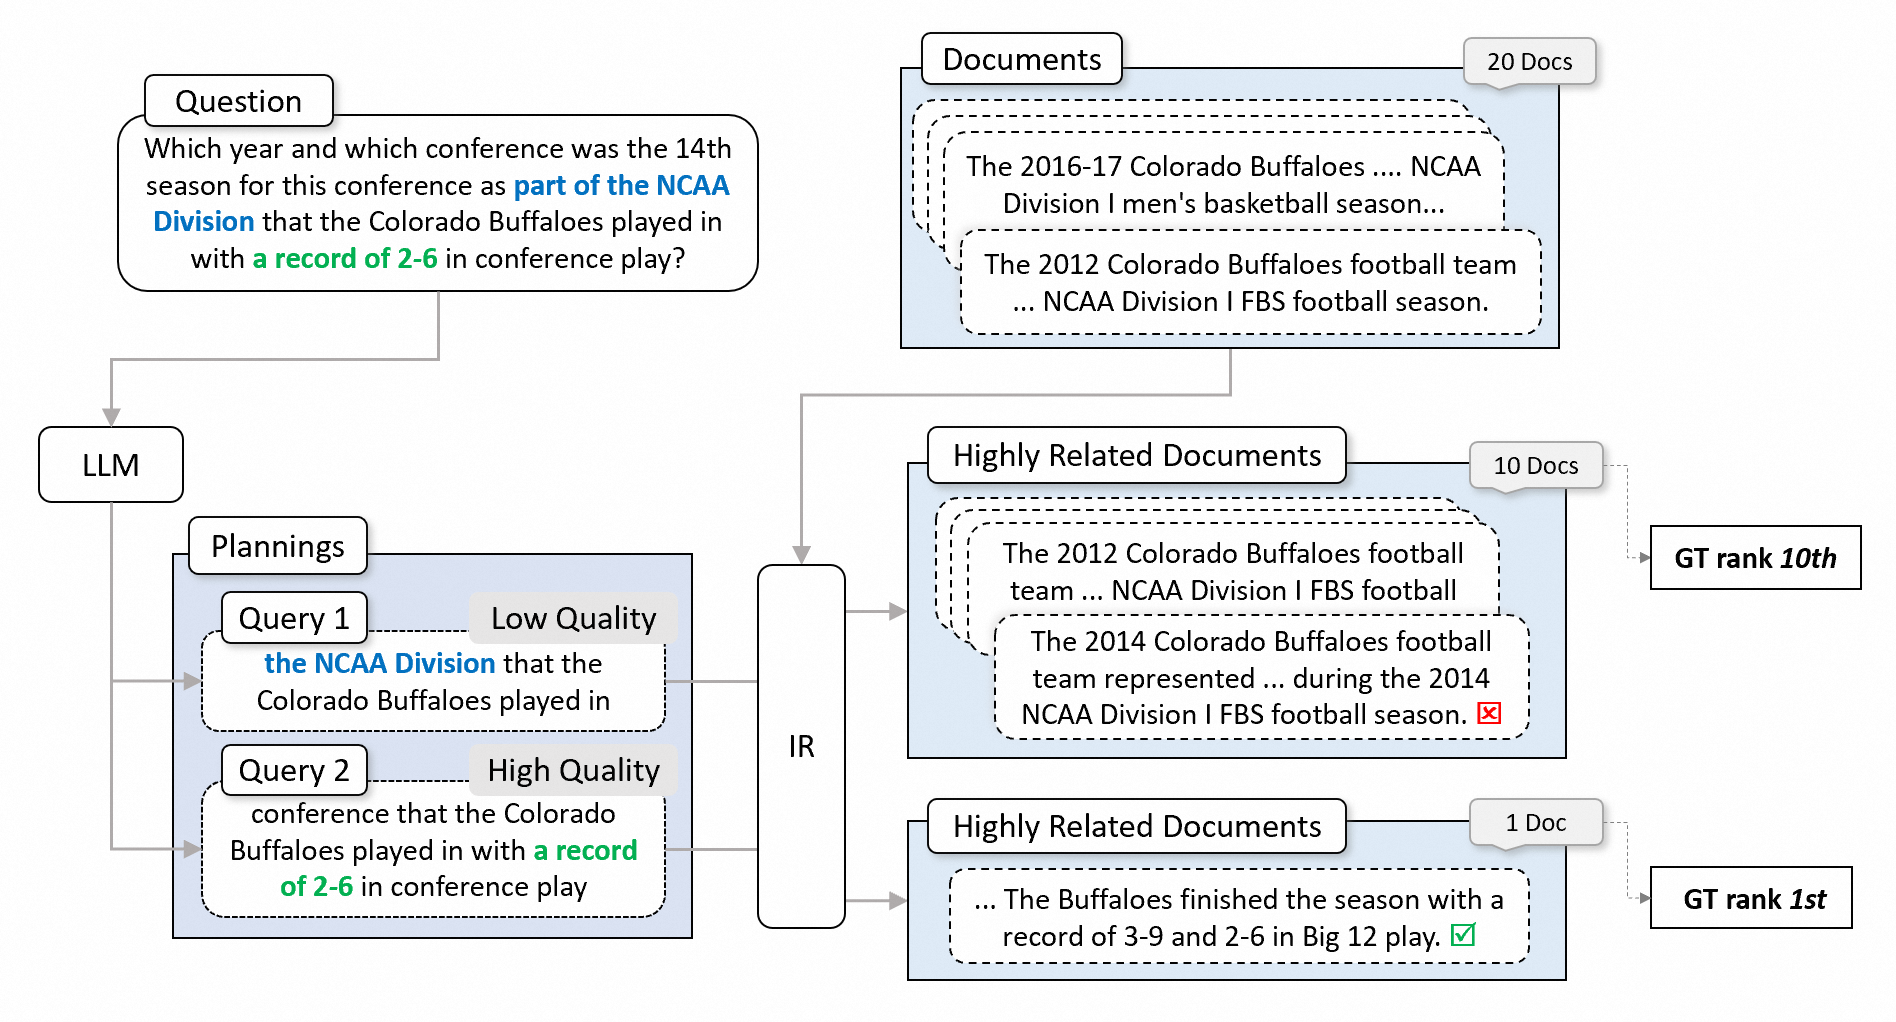 Question
Which year and which conference was the 14th
season for this conference as part of the NCAA
Division that the Colorado Buffaloes played in
with a record of 2-6 in conference play?
LLM
Plannings
Query 1
Low Quality
the NCAA Division that the
Colorado Buffaloes played in
Query 2
High Quality
conference that the Colorado
Buffaloes played in with a record
of 2-6 in conference play
IR
Documents
20 Docs
The 2016-17 Colorado Buffaloes .... NCAA
Division I men's basketball season...
The 2012 Colorado Buffaloes football team
... NCAA Division I FBS football season.
Highly Related Documents
10 Docs
The 2012 Colorado Buffaloes football
team ... NCAA Division I FBS football
The 2014 Colorado Buffaloes football
team represented ... during the 2014
NCAA Division I FBS football season.
GT rank 10th
Highly Related Documents
1 Doc
... The Buffaloes finished the season with a
record of 3-9 and 2-6 in Big 12 play.
GT rank 1st